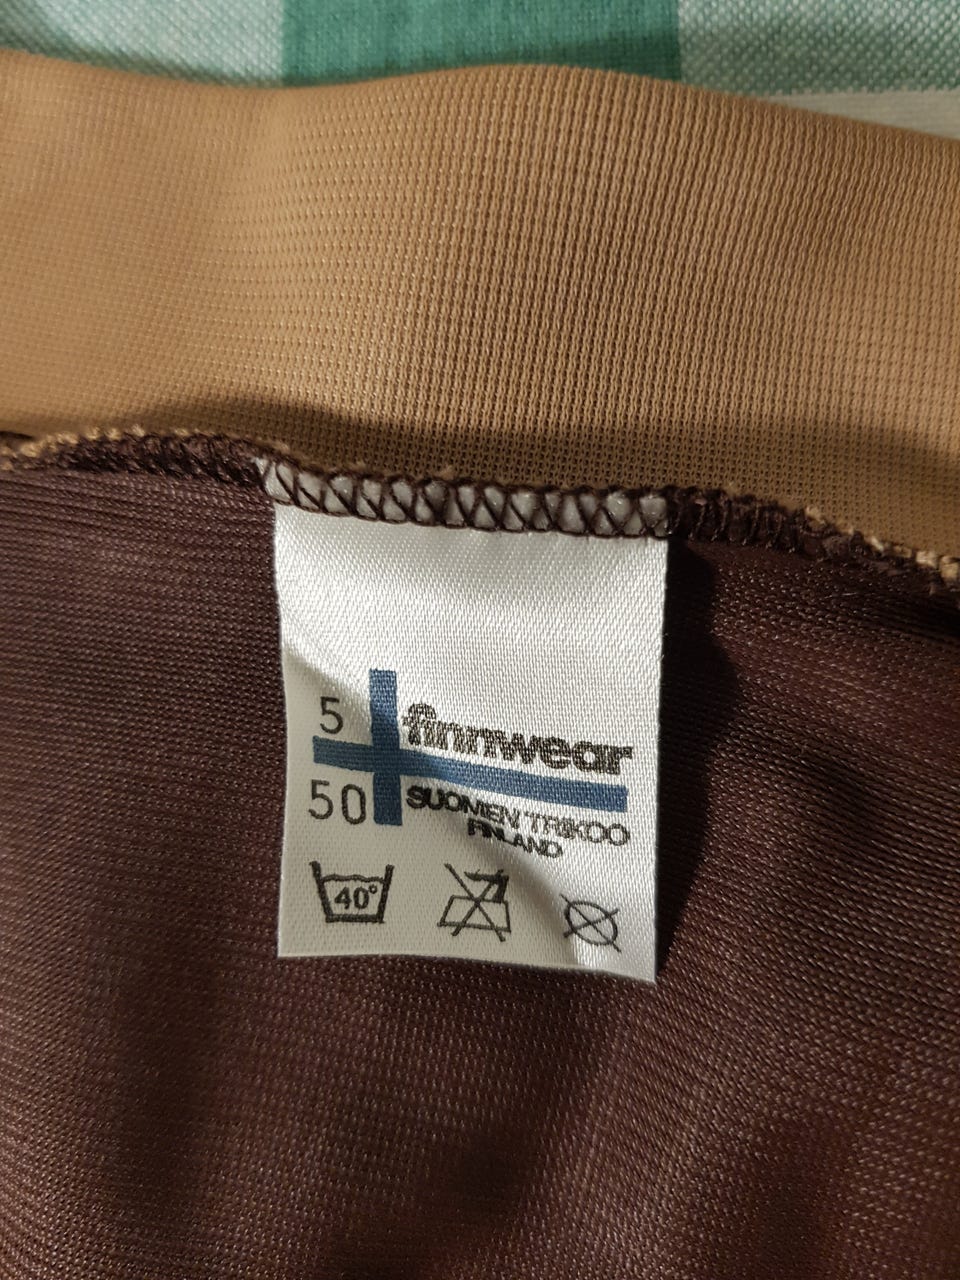 5
finnwear
50
SUOMEN TRIKOO
FINLAND
40°